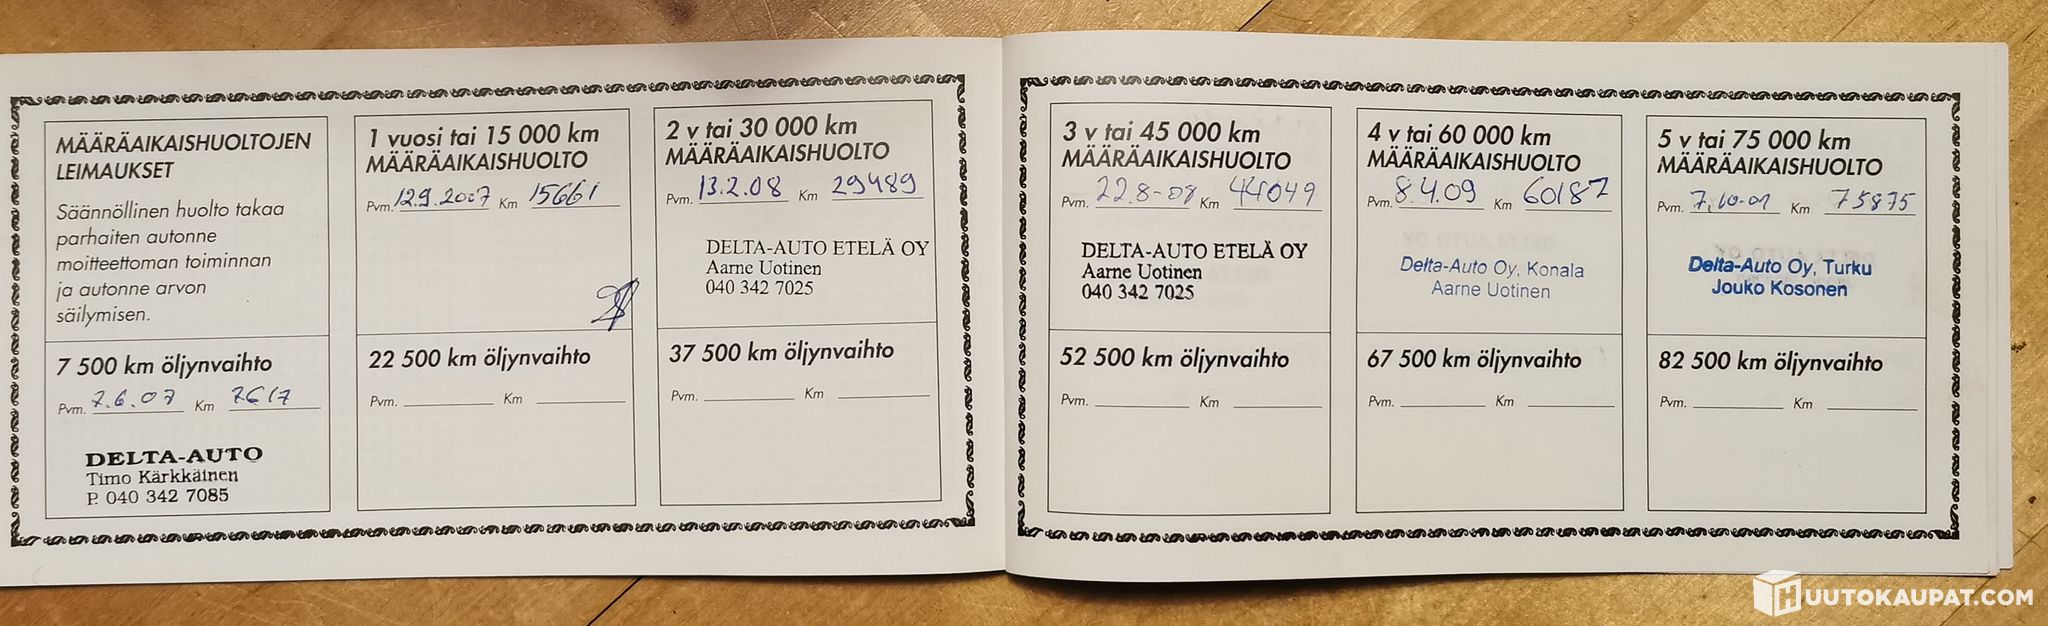 MÄÄRÄAIKAISHUOLTOJEN
LEIMAUKSET
Säännöllinen huolto takaa
parhaiten autonne
moitteettoman toiminnan
ja autonne arvon
säilymisen.
7 500 km öljynvaihto
Pvm. 7.6.07 Km 7617
DELTA-AUTO
Timo Kärkkäinen
P. 040 342 7085
1 vuosi tai 15 000 km
MÄÄRÄAIKAISHUOLTO
Pvm. 12.9.2007 Km 15661
22 500 km öljynvaihto
Pvm. Km
2 v tai 30 000 km
MÄÄRÄAIKAISHUOLTO
Pvm. 13.2.08 Km 29489
DELTA-AUTO ETELÄ OY
Aarne Uotinen
040 342 7025
37 500 km öljynvaihto
Pvm. Km
3 v tai 45 000 km
MÄÄRÄAIKAISHUOLTO
Pvm. 22.8-08 Km 44049
DELTA-AUTO ETELÄ OY
Aarne Uotinen
040 342 7025
52 500 km öljynvaihto
Pvm. Km
4 v tai 60 000 km
MÄÄRÄAIKAISHUOLTO
Pvm. 8.4.09 Km 60187
Delta-Auto Oy, Konala
Aarne Uotinen
67 500 km öljynvaihto
Pvm. Km
5 v tai 75 000 km
MÄÄRÄAIKAISHUOLTO
Pvm. Km 75875
Delta-Auto Oy, Turku
Jouko Kosonen
82 500 km öljynvaihto
Pvm. Km
HUUTOKAUPAT.COM